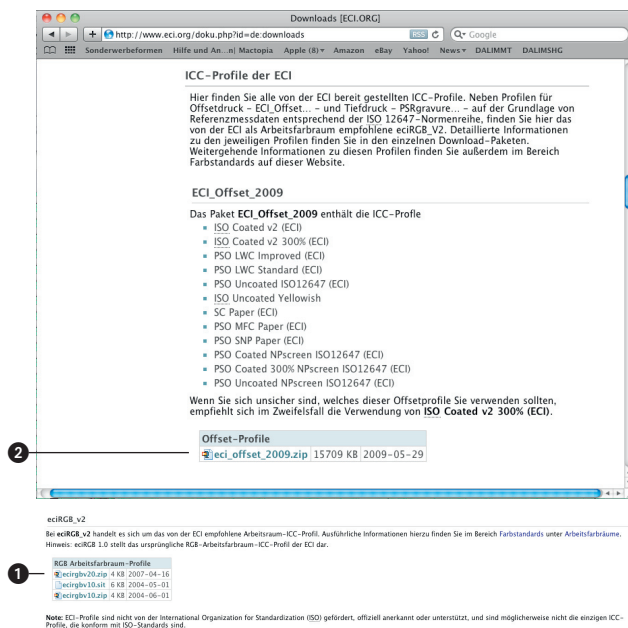 Downloads [ECI.ORG]
http://www.eci.org/doku.php?id=de:downloads
RSS
Google
Sonderwerbeformen Hilfe und An...n| Mactopia Apple (8) Amazon eBay Yahoo! News DALIMMT DALIMSHG
ICC-Profile der ECI
Hier finden Sie alle von der ECI bereit gestellten ICC-Profile. Neben Profilen für
Offsetdruck – ECI_Offset... – und Tiefdruck – PSRgravure... – auf der Grundlage von
Referenzmessdaten entsprechend der ISO 12647-Normenreihe, finden Sie hier das
von der ECI als Arbeitsfarbraum empfohlene eciRGB_V2. Detaillierte Informationen
zu den jeweiligen Profilen finden Sie in den einzelnen Download-Paketen.
Weitergehende Informationen zu diesen Profilen finden Sie außerdem im Bereich
Farbstandards auf dieser Website.
ECI_Offset_2009
Das Paket ECI_Offset_2009 enthält die ICC-Profle
ISO Coated v2 (ECI)
ISO Coated v2 300% (ECI)
PSO LWC Improved (ECI)
PSO LWC Standard (ECI)
PSO Uncoated ISO12647 (ECI)
ISO Uncoated Yellowish
SC Paper (ECI)
PSO MFC Paper (ECI)
PSO SNP Paper (ECI)
PSO Coated NPscreen ISO12647 (ECI)
PSO Coated 300% NPscreen ISO12647 (ECI)
PSO Uncoated NPscreen ISO12647 (ECI)
Wenn Sie sich unsicher sind, welches dieser Offsetprofile Sie verwenden sollten,
empfiehlt sich im Zweifelsfall die Verwendung von ISO Coated v2 300% (ECI).
Offset-Profile
2 eci_offset_2009.zip 15709 KB 2009-05-29
eciRGB_v2
Bei eciRGB_v2 handelt es sich um das von der ECI empfohlene Arbeitsraum-ICC-Profil. Ausführliche Informationen hierzu finden Sie im Bereich Farbstandards unter Arbeitsfarbräume.
Hinweis: eciRGB 1.0 stellt das ursprüngliche RGB-Arbeitsfarbraum-ICC-Profil der ECI dar.
RGB Arbeitsfarbraum-Profile
1 ecirgbv20.zip 4 KB 2007-04-16
ecirgbv10.sit 6 KB 2004-05-01
ecirgbv10.zip 4 KB 2004-06-01
Note: ECI-Profile sind nicht von der International Organization for Standardization (ISO) gefördert, offiziell anerkannt oder unterstützt, und sind möglicherweise nicht die einzigen ICC-
Profile, die konform mit ISO-Standards sind.